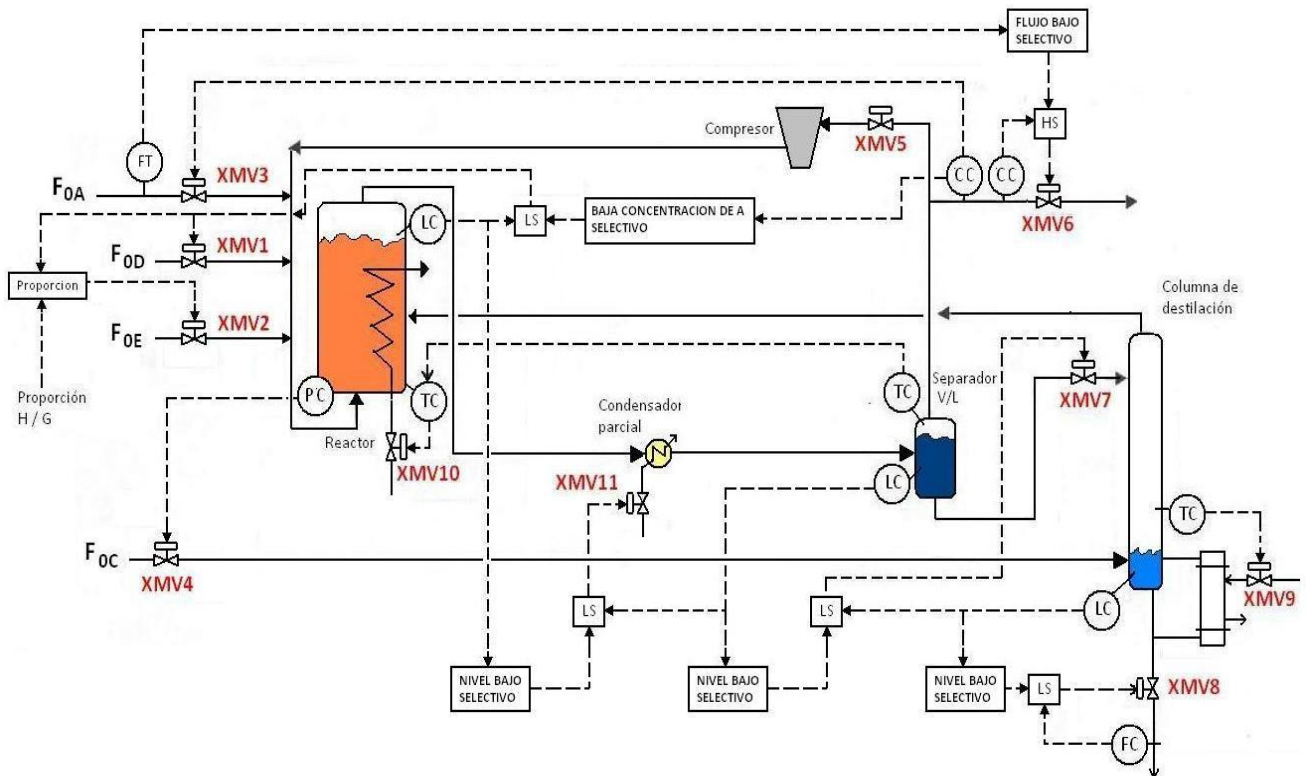 FLUJO BAJO
SELECTIVO
Compresor
XMV5
HS
FT
XMV3
F0A
CC
CC
XMV6
LC
LS
BAJA CONCENTRACION DE A
SELECTIVO
XMV1
F0D
Proporcion
Columna de
destilación
XMV2
F0E
TC
Separador
V/L
XMV7
Proporción
H / G
PC
TC
Condensador
parcial
Reactor
XMV10
XMV11
LC
TC
F0C
XMV4
XMV9
LS
LS
LC
NIVEL BAJO
SELECTIVO
NIVEL BAJO
SELECTIVO
NIVEL BAJO
SELECTIVO
LS
XMV8
FC